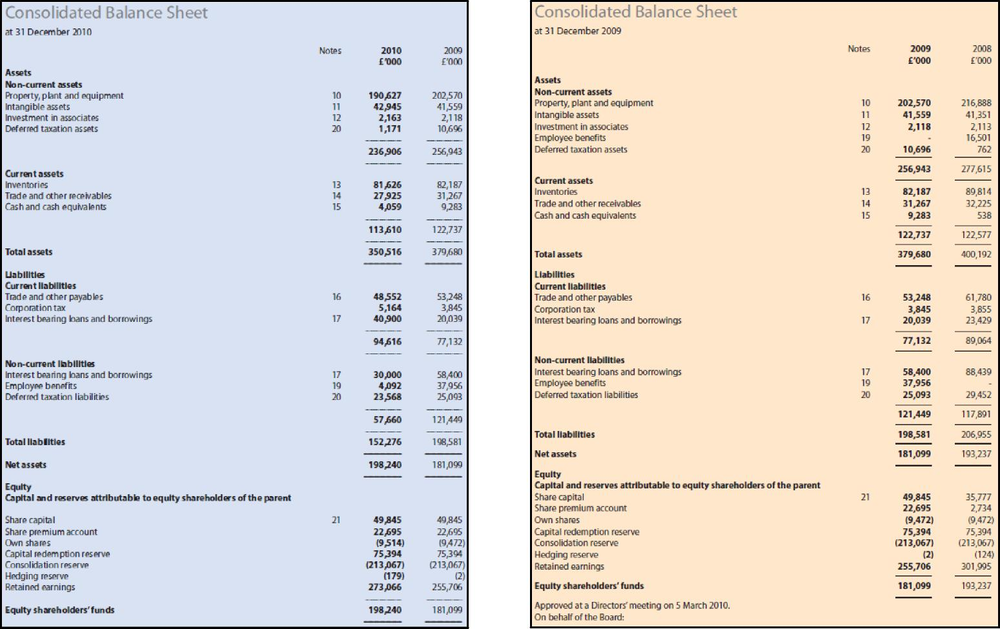 Consolidated Balance Sheet
at 31 December 2010
Notes 2010 2009
£'000 £'000
Assets
Non-current assets
Property, plant and equipment 10 190,627 202,570
Intangible assets 11 42,945 41,559
Investment in associates 12 2,163 2,118
Deferred taxation assets 20 1,171 10,696
236,906 256,943
Current assets
Inventories 13 81,626 82,187
Trade and other receivables 14 27,925 31,267
Cash and cash equivalents 15 4,059 9,283
113,610 122,737
Total assets 350,516 379,680
Liabilities
Current liabilities
Trade and other payables 16 48,552 53,248
Corporation tax 5,164 3,845
Interest bearing loans and borrowings 17 40,900 20,039
94,616 77,132
Non-current liabilities
Interest bearing loans and borrowings 17 30,000 58,400
Employee benefits 19 4,092 37,956
Deferred taxation liabilities 20 23,568 25,093
57,660 121,449
Total liabilities 152,276 198,581
Net assets 198,240 181,099
Equity
Capital and reserves attributable to equity shareholders of the parent
Share capital 21 49,845 49,845
Share premium account 22,695 22,695
Own shares (9,514) (9,472)
Capital redemption reserve 75,394 75,394
Consolidation reserve (213,067) (213,067)
Hedging reserve (179) (2)
Retained earnings 273,066 255,706
Equity shareholders' funds 198,240 181,099
Consolidated Balance Sheet
at 31 December 2009
Notes 2009 2008
£'000 £'000
Assets
Non-current assets
Property, plant and equipment 10 202,570 216,888
Intangible assets 11 41,559 41,351
Investment in associates 12 2,118 2,113
Employee benefits 19 - 16,501
Deferred taxation assets 20 10,696 762
256,943 277,615
Current assets
Inventories 13 82,187 89,814
Trade and other receivables 14 31,267 32,225
Cash and cash equivalents 15 9,283 538
122,737 122,577
Total assets 379,680 400,192
Liabilities
Current liabilities
Trade and other payables 16 53,248 61,780
Corporation tax 3,845 3,855
Interest bearing loans and borrowings 17 20,039 23,429
77,132 89,064
Non-current liabilities
Interest bearing loans and borrowings 17 58,400 88,439
Employee benefits 19 37,956 -
Deferred taxation liabilities 20 25,093 29,452
121,449 117,891
Total liabilities 198,581 206,955
Net assets 181,099 193,237
Equity
Capital and reserves attributable to equity shareholders of the parent
Share capital 21 49,845 35,777
Share premium account 22,695 2,734
Own shares (9,472) (9,472)
Capital redemption reserve 75,394 75,394
Consolidation reserve (213,067) (213,067)
Hedging reserve (2) (124)
Retained earnings 255,706 301,995
Equity shareholders' funds 181,099 193,237
Approved at a Directors' meeting on 5 March 2010.
On behalf of the Board: